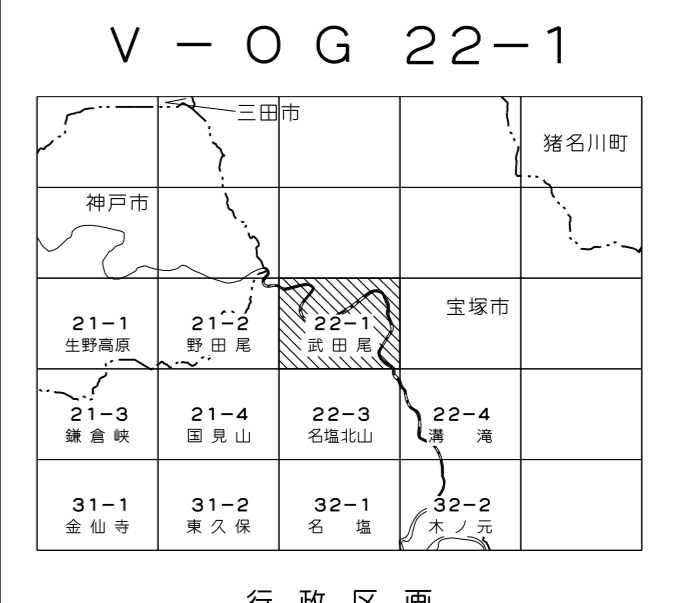 V-OG 22-1
三田市
猪名川町
神戸市
宝塚市
21-1 21-2 22-1
生野高原 野田尾 武田尾
21-3 21-4 22-3 22-4
鎌倉峡 国見山 名塩北山 溝滝
31-1 31-2 32-1 32-2
金仙寺 東久保 名塩 木ノ元
行政区画